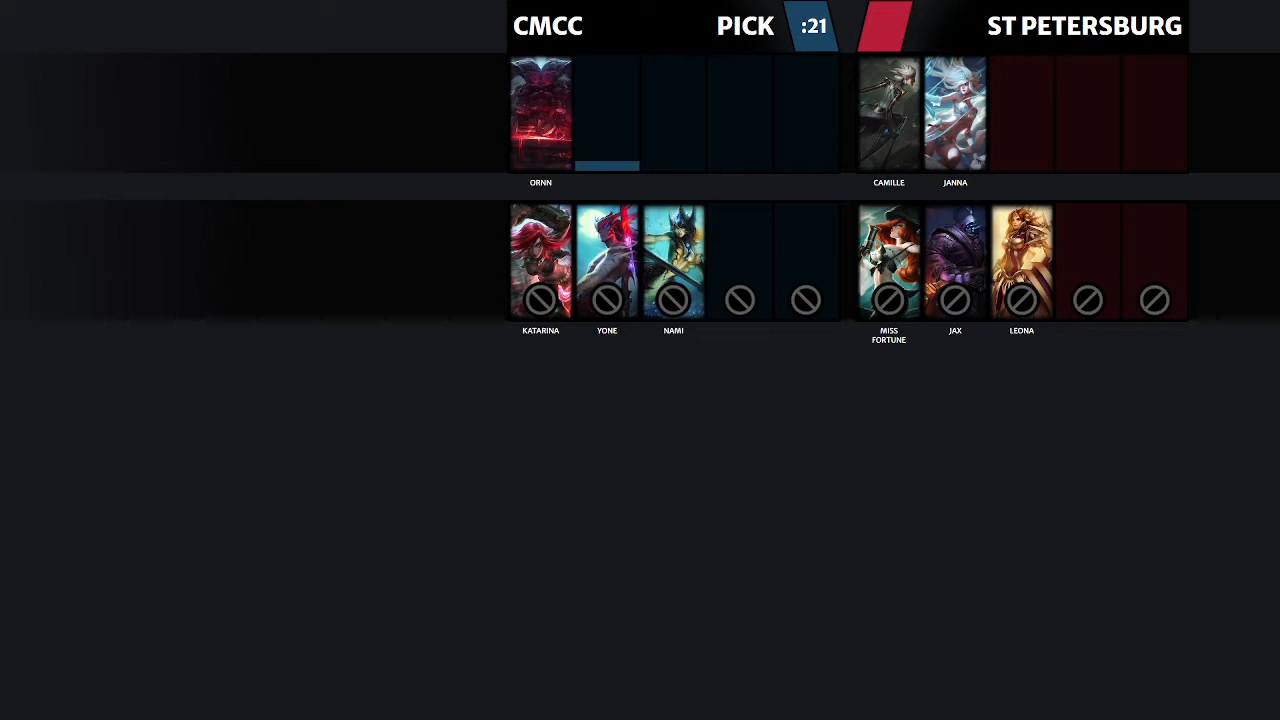 CMCC PICK :21 ST PETERSBURG
ORNN CAMILLE JANNA
KATARINA YONE NAMI MISS FORTUNE JAX LEONA